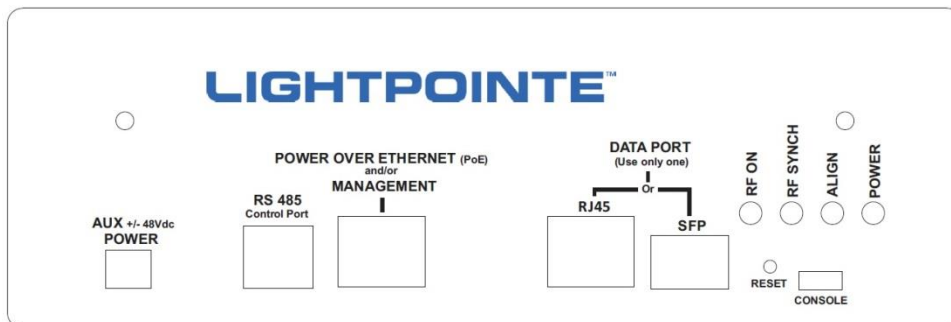 LIGHTPOINTE™
POWER OVER ETHERNET (PoE)
and/or
MANAGEMENT
DATA PORT
(Use only one)
Or
RJ45
SFP
RS 485
Control Port
AUX +/- 48Vdc
POWER
RF ON
RF SYNCH
ALIGN
POWER
RESET
CONSOLE